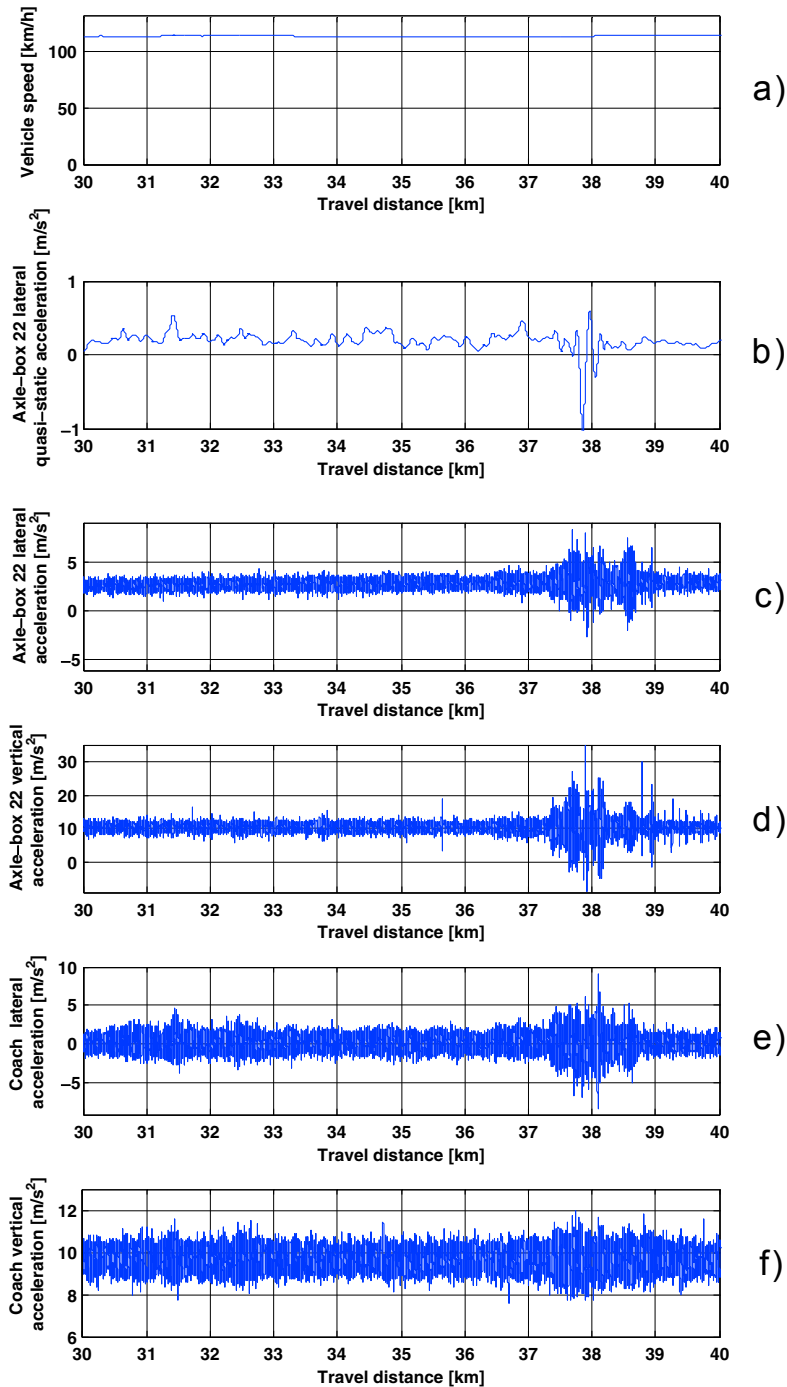 Vehicle speed [km/h]
100
50
0
30 31 32 33 34 35 36 37 38 39 40
Travel distance [km]
a)
Axle−box 22 lateral
quasi−static acceleration [m/s²]
1
0
−1
30 31 32 33 34 35 36 37 38 39 40
Travel distance [km]
b)
Axle−box 22 lateral
acceleration [m/s²]
5
0
−5
30 31 32 33 34 35 36 37 38 39 40
Travel distance [km]
c)
Axle−box 22 vertical
acceleration [m/s²]
30
20
10
0
30 31 32 33 34 35 36 37 38 39 40
Travel distance [km]
d)
Coach lateral
acceleration [m/s²]
10
5
0
−5
30 31 32 33 34 35 36 37 38 39 40
Travel distance [km]
e)
Coach vertical
acceleration [m/s²]
12
10
8
6
30 31 32 33 34 35 36 37 38 39 40
Travel distance [km]
f)